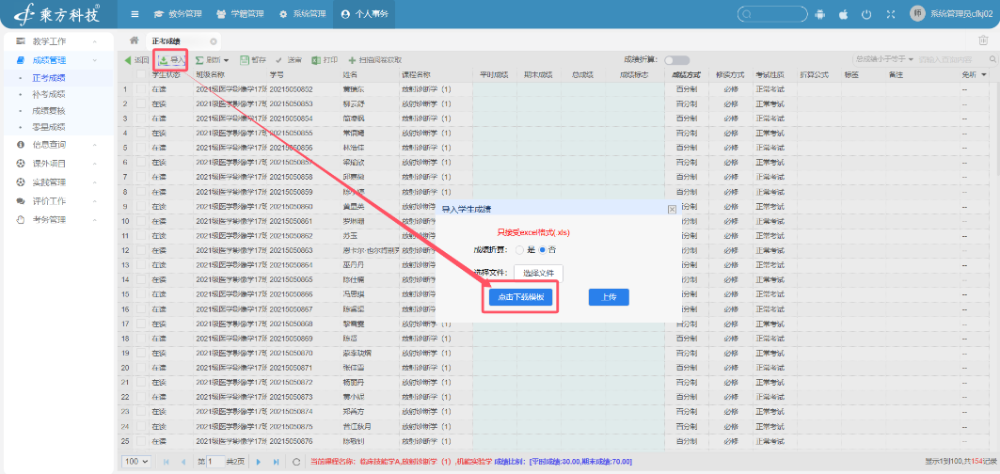 乘方科技 教务管理 学籍管理 系统管理 个人事务 师 系统管理员cfkj02
教学工作
成绩管理
正考成绩
补考成绩
成绩复核
零星成绩
信息查询
课外项目
实践管理
评价工作
考务管理
正考成绩
返回 导入 刷新 暂存 送审 打印 扫描阅卷获取 成绩折算: 总成绩小于等于 请输入查询内容
学生状态 班级名称 学号 姓名 课程名称 平时成绩 期末成绩 总成绩 成绩标志 成绩方式 修读方式 考试性质 折算公式 标签 备注 免听
1 在读 2021级医学影像学17班 20215050852 黄瑞乐 放射诊断学（1） 百分制 必修 正常考试 --
2 在读 2021级医学影像学17班 20215050853 柳云舒 放射诊断学（1） 百分制 必修 正常考试 --
3 在读 2021级医学影像学17班 20215050854 放射诊断学（1） 百分制 必修 正常考试 --
4 在读 2021级医学影像学17班 20215050855 放射诊断学（1） 百分制 必修 正常考试 --
5 在读 2021级医学影像学17班 20215050856 林浩佳 放射诊断学（1） 百分制 必修 正常考试 --
6 在读 2021级医学影像学17班 20215050857 放射诊断学（1） 百分制 必修 正常考试 --
7 在读 2021级医学影像学17班 20215050858 放射诊断学（1） 百分制 必修 正常考试 --
8 在读 2021级医学影像学17班 20215050859 放射诊断学（1） 百分制 必修 正常考试 --
9 在读 2021级医学影像学17班 20215050860 黄里英 放射诊断学 百分制 必修 正常考试 --
10 在读 2021级医学影像学17班 20215050861 罗琳珊 放射诊断学 百分制 必修 正常考试 --
11 在读 2021级医学影像学17班 20215050862 苏玉 放射诊断学 百分制 必修 正常考试 --
12 在读 2021级医学影像学17班 20215050863 放射诊断学 百分制 必修 正常考试 --
13 在读 2021级医学影像学17班 20215050864 巫丹丹 放射诊断学 百分制 必修 正常考试 --
14 在读 2021级医学影像学17班 20215050865 陈仕楠 放射诊断学 百分制 必修 正常考试 --
15 在读 2021级医学影像学17班 20215050866 冯思琪 放射诊断学 百分制 必修 正常考试 --
16 在读 2021级医学影像学17班 20215050867 放射诊断学 百分制 必修 正常考试 --
17 在读 2021级医学影像学17班 20215050868 黎雪雯 放射诊断学（1） 百分制 必修 正常考试 --
18 在读 2021级医学影像学17班 20215050869 放射诊断学（1） 百分制 必修 正常考试 --
19 在读 2021级医学影像学17班 20215050870 放射诊断学（1） 百分制 必修 正常考试 --
20 在读 2021级医学影像学17班 20215050871 张佳雪 放射诊断学（1） 百分制 必修 正常考试 --
21 在读 2021级医学影像学17班 20215050872 杨丽丹 放射诊断学（1） 百分制 必修 正常考试 --
22 在读 2021级医学影像学17班 20215050873 黄小妮 放射诊断学（1） 百分制 必修 正常考试 --
23 在读 2021级医学影像学17班 20215050874 邓善方 放射诊断学（1） 百分制 必修 正常考试 --
24 在读 2021级医学影像学17班 20215050875 曾江秋月 放射诊断学（1） 百分制 必修 正常考试 --
25 在读 2021级医学影像学17班 20215050876 陈敬钊 放射诊断学（1） 百分制 必修 正常考试 --
导入学生成绩
只接受excel格式(.xls)
成绩折算: 是 否
选择文件: 选择文件
点击下载模板 上传
100 第 1 共2页 当前课程名称：临床技能学A,放射诊断学（1）,机能实验学 成绩比例：[平时成绩:30.00,期末成绩:70.00] 显示1到100,共154记录